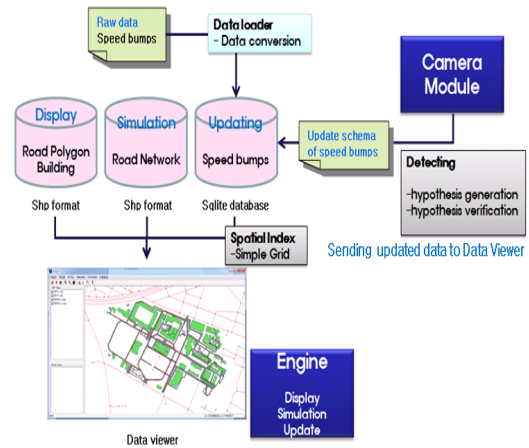 Raw data
Speed bumps
Data loader
- Data conversion
Camera
Module
Display
Road Polygon
Building
Simulation
Road Network
Updating
Speed bumps
Update schema
of speed bumps
Detecting
-hypothesis generation
-hypothesis verification
Shp format
Shp format
Sqlite database
Spatial Index
-Simple Grid
Sending updated data to Data Viewer
Engine
Display
Simulation
Update
Data viewer